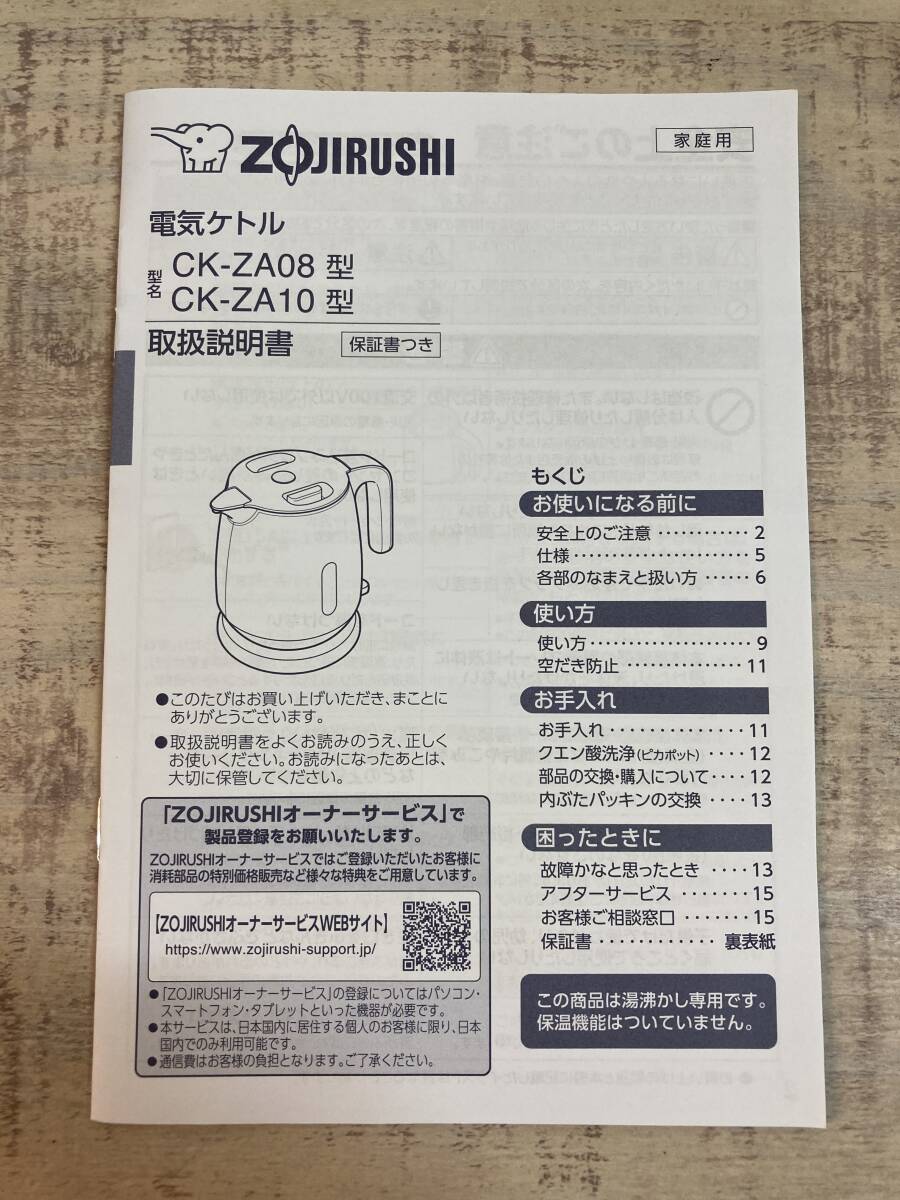 ZOJIRUSHI
家庭用
電気ケトル
型名 CK-ZA08 型
CK-ZA10 型
取扱説明書 保証書つき
●このたびはお買い上げいただき、まことに
ありがとうございます。
●取扱説明書をよくお読みのうえ、正しく
お使いください。お読みになったあとは、
大切に保管してください。
「ZOJIRUSHIオーナーサービス」で
製品登録をお願いいたします。
ZOJIRUSHIオーナーサービスではご登録いただいたお客様に
消耗部品の特別価格販売など様々な特典をご用意しています。
【ZOJIRUSHIオーナーサービスWEBサイト】
https://www.zojirushi-support.jp/
●「ZOJIRUSHIオーナーサービス」の登録についてはパソコン・
スマートフォン・タブレットといった機器が必要です。
●本サービスは、日本国内に居住する個人のお客様に限り、日本
国内でのみ利用可能です。
●通信費はお客様の負担となります。ご了承ください。
もくじ
お使いになる前に
安全上のご注意 ・・・・・・・・・・ 2
仕様 ・・・・・・・・・・・・・・・・・・・ 5
各部のなまえと扱い方 ・・・・・・ 6
使い方
使い方 ・・・・・・・・・・・・・・・・・ 9
空だき防止 ・・・・・・・・・・・・・ 11
お手入れ
お手入れ ・・・・・・・・・・・・・・・ 11
クエン酸洗浄(ピカポット) ・・・・ 12
部品の交換・購入について ・・・・ 12
内ぶたパッキンの交換 ・・・・ 13
困ったときに
故障かなと思ったとき ・・・・ 13
アフターサービス ・・・・・・・・ 15
お客様ご相談窓口 ・・・・・・・ 15
保証書 ・・・・・・・・・・・・ 裏表紙
この商品は湯沸かし専用です。
保温機能はついていません。